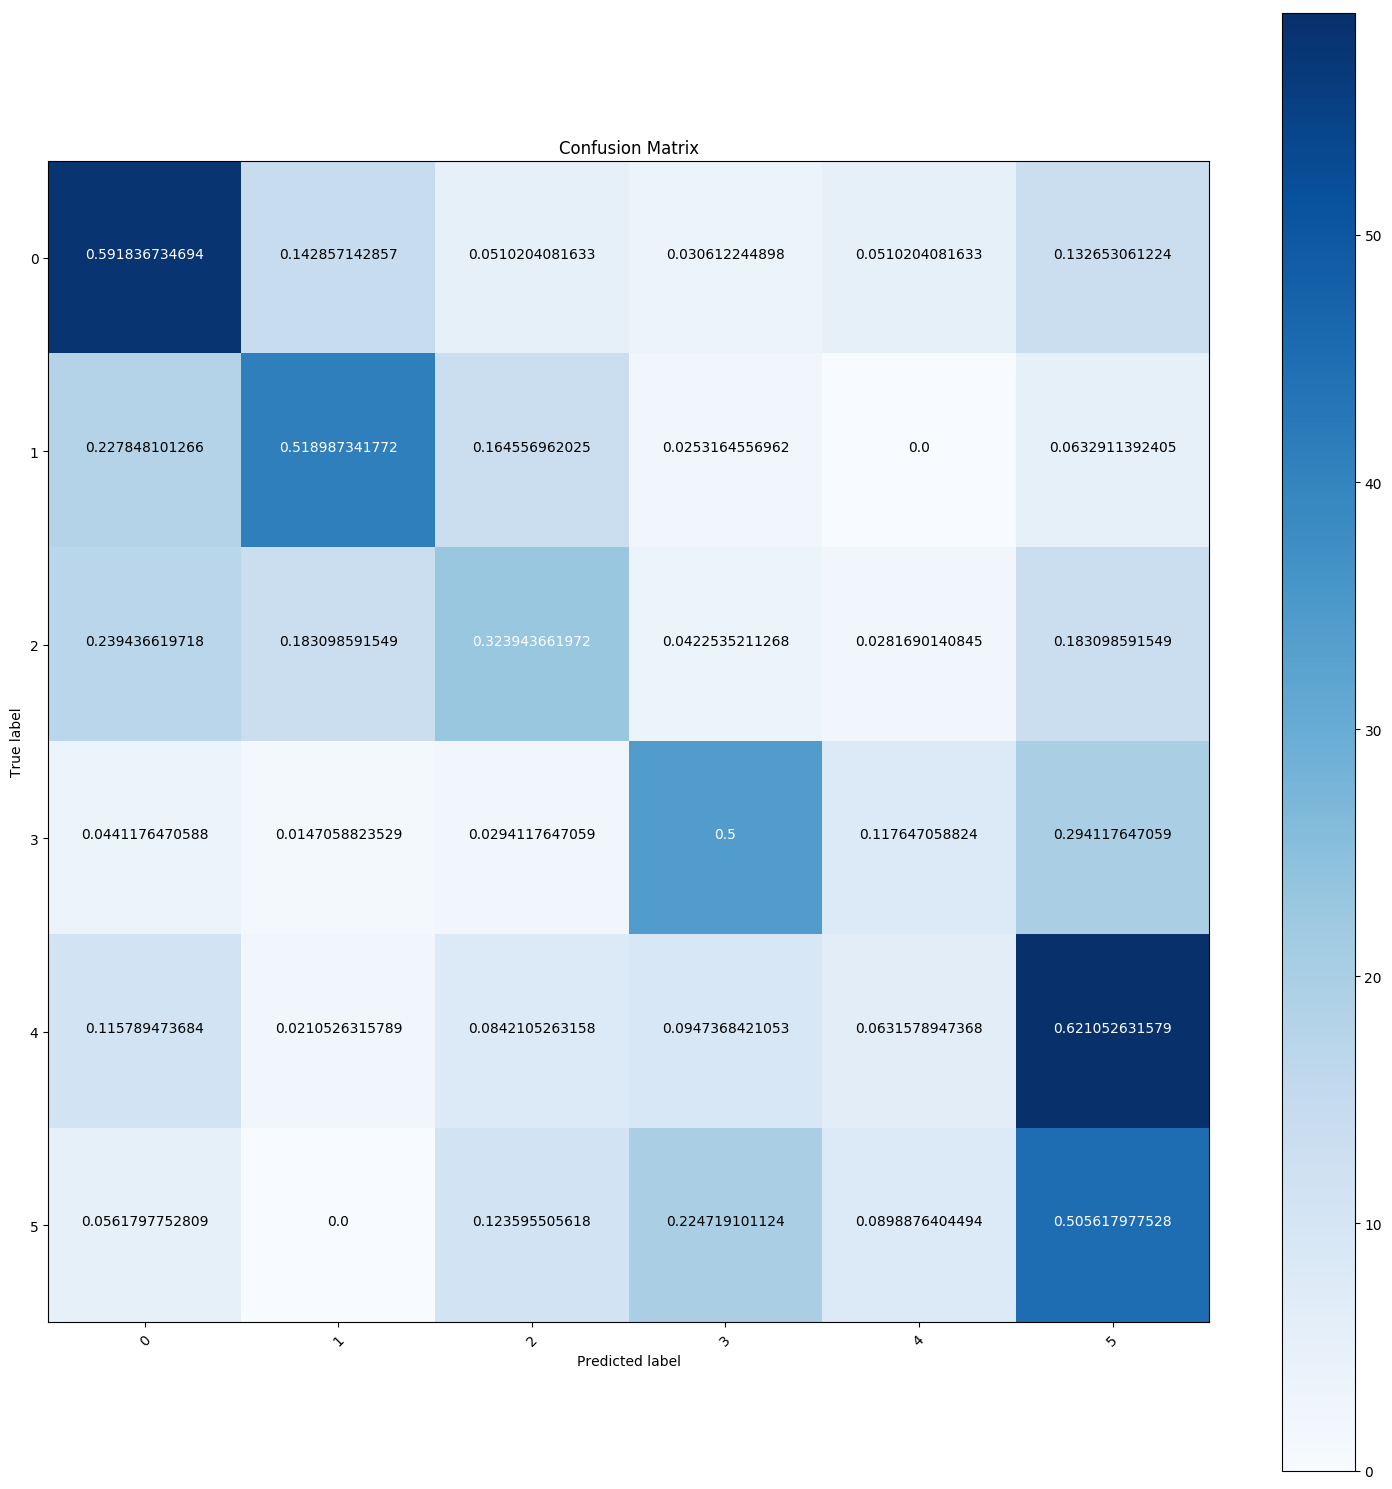 Confusion Matrix
0 0.591836734694 0.142857142857 0.0510204081633 0.030612244898 0.0510204081633 0.132653061224
1 0.227848101266 0.518987341772 0.164556962025 0.0253164556962 0.0 0.0632911392405
2 0.239436619718 0.183098591549 0.323943661972 0.0422535211268 0.0281690140845 0.183098591549
3 0.0441176470588 0.0147058823529 0.0294117647059 0.5 0.117647058824 0.294117647059
4 0.115789473684 0.0210526315789 0.0842105263158 0.0947368421053 0.0631578947368 0.621052631579
5 0.0561797752809 0.0 0.123595505618 0.224719101124 0.0898876404494 0.505617977528
True label
0 1 2 3 4 5
Predicted label
50
40
30
20
10
0